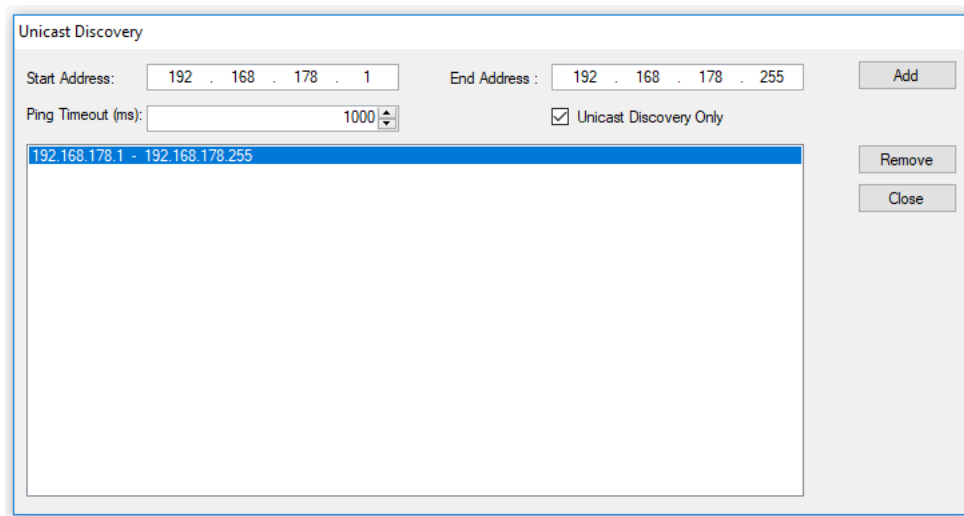 Unicast Discovery
Start Address: 192 . 168 . 178 . 1 End Address : 192 . 168 . 178 . 255 Add
Ping Timeout (ms): 1000 Unicast Discovery Only
192.168.178.1 - 192.168.178.255
Remove
Close